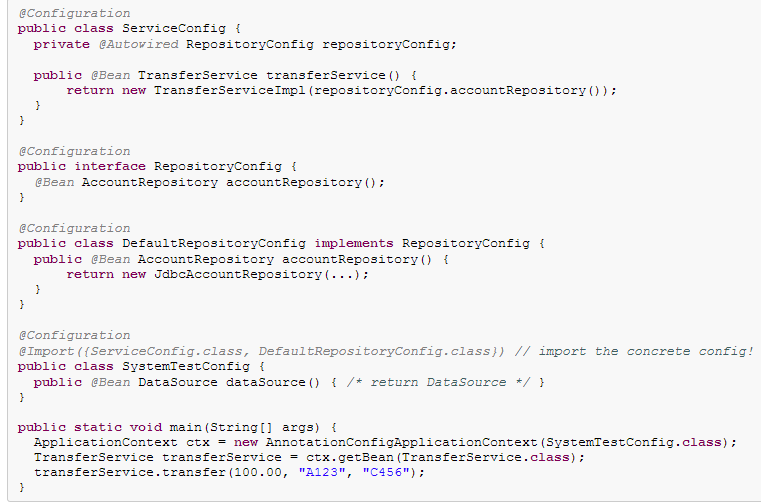 @Configuration
public class ServiceConfig {
  private @Autowired RepositoryConfig repositoryConfig;

  public @Bean TransferService transferService() {
      return new TransferServiceImpl(repositoryConfig.accountRepository());
  }
}

@Configuration
public interface RepositoryConfig {
  @Bean AccountRepository accountRepository();
}

@Configuration
public class DefaultRepositoryConfig implements RepositoryConfig {
  public @Bean AccountRepository accountRepository() {
      return new JdbcAccountRepository(...);
  }
}

@Configuration
@Import({ServiceConfig.class, DefaultRepositoryConfig.class}) // import the concrete config!
public class SystemTestConfig {
  public @Bean DataSource dataSource() { /* return DataSource */ }
}

public static void main(String[] args) {
  ApplicationContext ctx = new AnnotationConfigApplicationContext(SystemTestConfig.class);
  TransferService transferService = ctx.getBean(TransferService.class);
  transferService.transfer(100.00, "A123", "C456");
}